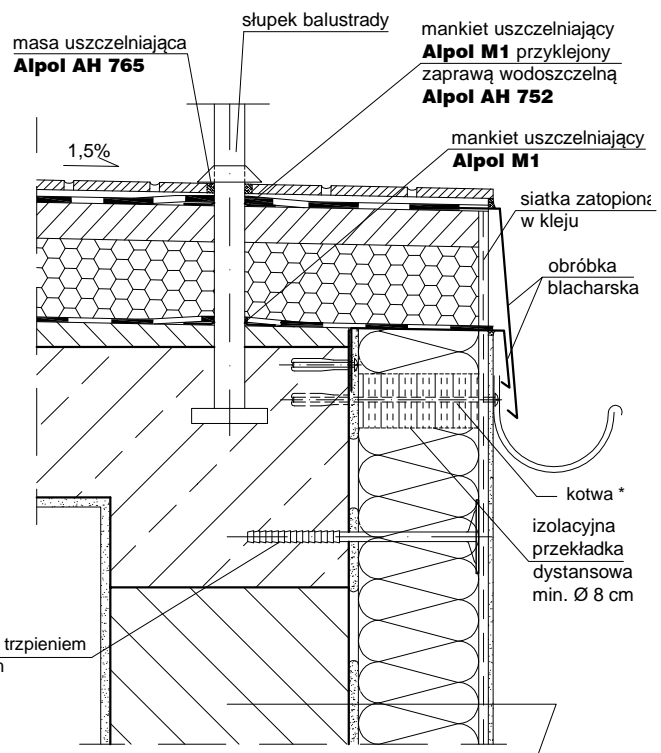 słupek balustrady
masa uszczelniająca
Alpol AH 765
mankiet uszczelniający
Alpol M1 przyklejony
zaprawą wodoszczelną
Alpol AH 752
1,5%
mankiet uszczelniający
Alpol M1
siatka zatopiona
w kleju
obróbka
blacharska
kotwa *
izolacyjna
przekładka
dystansowa
min. Ø 8 cm
trzpieniem